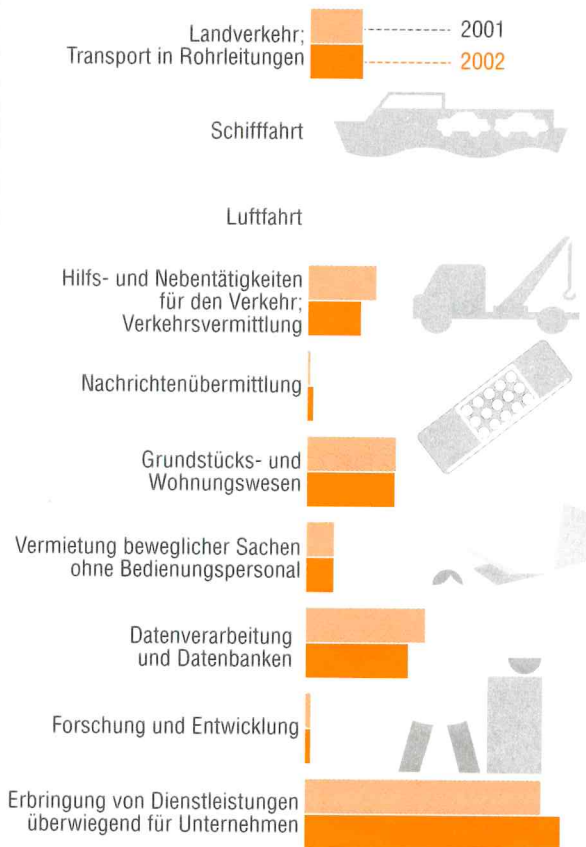 Landverkehr;
Transport in Rohrleitungen
2001
2002
Schifffahrt
Luftfahrt
Hilfs- und Nebentätigkeiten
für den Verkehr;
Verkehrsvermittlung
Nachrichtenübermittlung
Grundstücks- und
Wohnungswesen
Vermietung beweglicher Sachen
ohne Bedienungspersonal
Datenverarbeitung
und Datenbanken
Forschung und Entwicklung
Erbringung von Dienstleistungen
überwiegend für Unternehmen